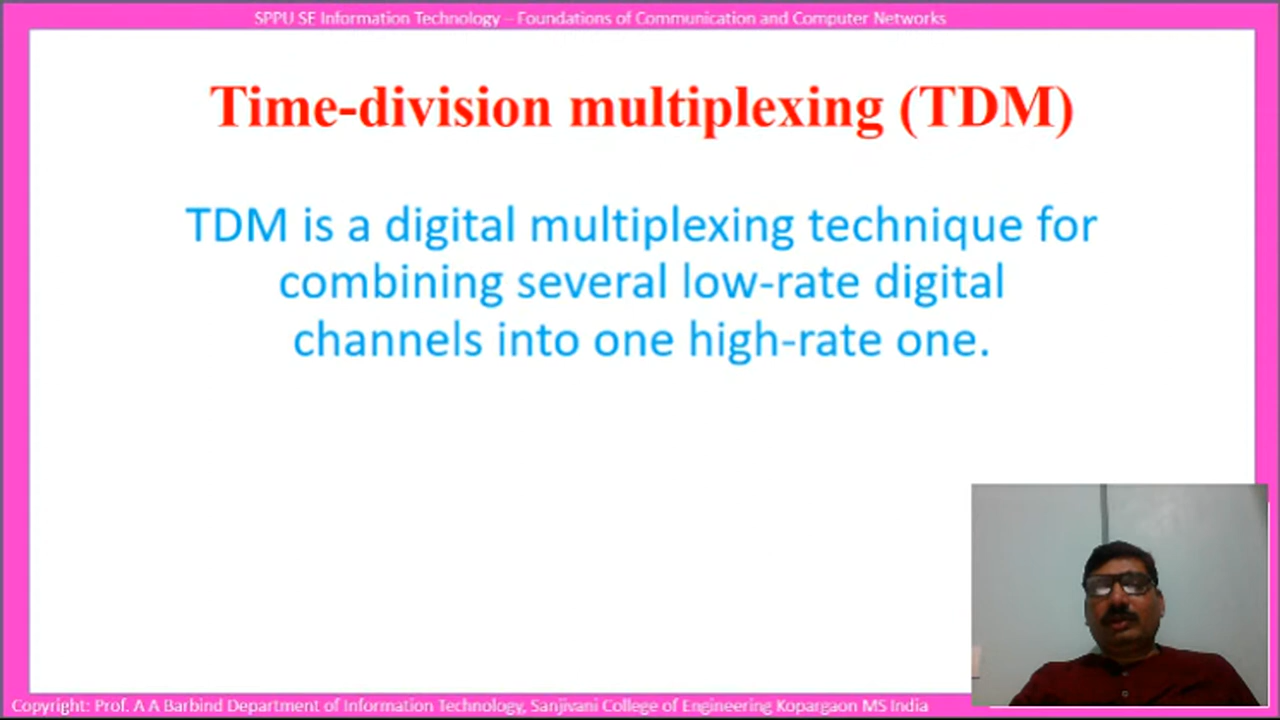 SPPU SE Information Technology – Foundations of Communication and Computer Networks
Time-division multiplexing (TDM)
TDM is a digital multiplexing technique for
combining several low-rate digital
channels into one high-rate one.
Copyright: Prof. A A Barbind Department of Information Technology, Sanjivani College of Engineering Kopargaon MS India